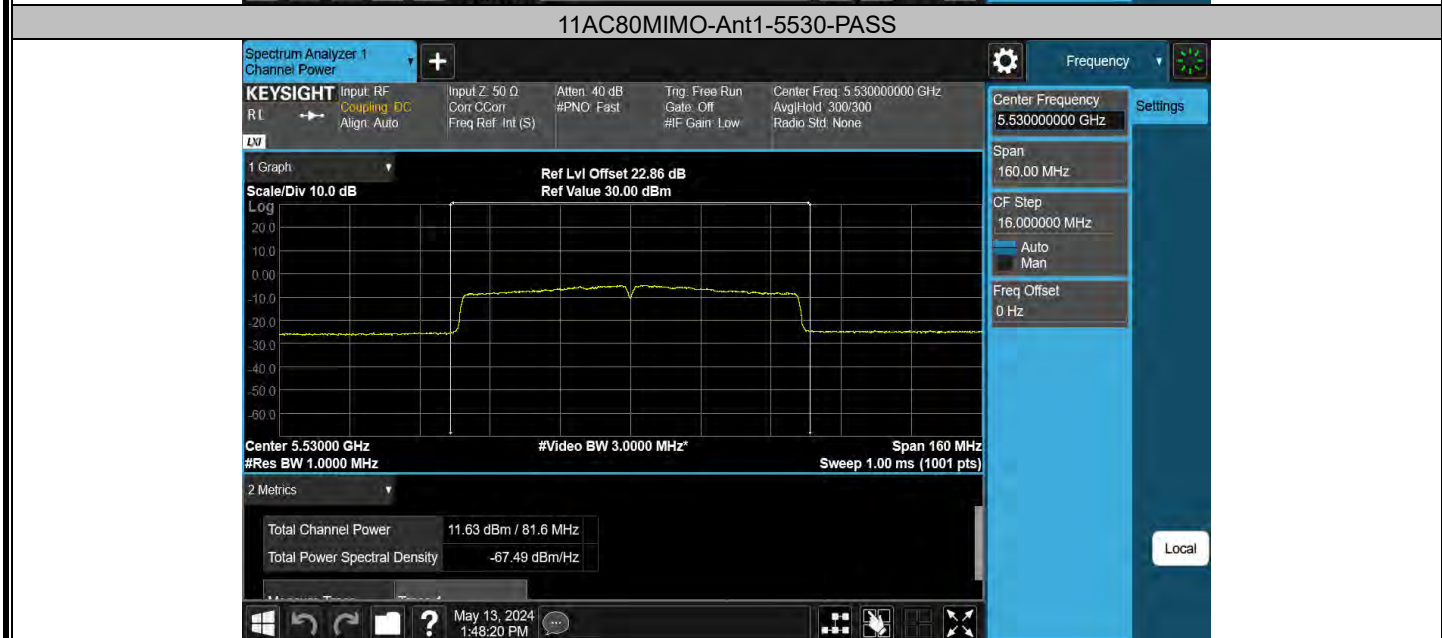 11AC80MIMO-Ant1-5530-PASS
Spectrum Analyzer 1
Channel Power
Frequency
KEYSIGHT
RL
LXI
Input: RF
Coupling: DC
Align: Auto
Input Z: 50 Ω
Corr CCorr
Freq Ref: Int (S)
Atten: 40 dB
#PNO: Fast
Trig: Free Run
Gate: Off
#IF Gain: Low
Center Freq: 5.530000000 GHz
Avg|Hold: 300/300
Radio Std: None
Center Frequency
5.530000000 GHz
Settings
Span
160.00 MHz
CF Step
16.000000 MHz
Auto
Man
Freq Offset
0 Hz
1 Graph
Scale/Div 10.0 dB
Ref Lvl Offset 22.86 dB
Ref Value 30.00 dBm
Log
20.0
10.0
0.00
-10.0
-20.0
-30.0
-40.0
-50.0
-60.0
Center 5.53000 GHz
#Video BW 3.0000 MHz*
Span 160 MHz
#Res BW 1.0000 MHz
Sweep 1.00 ms (1001 pts)
2 Metrics
Total Channel Power 11.63 dBm / 81.6 MHz
Total Power Spectral Density -67.49 dBm/Hz
Local
May 13, 2024
1:48:20 PM